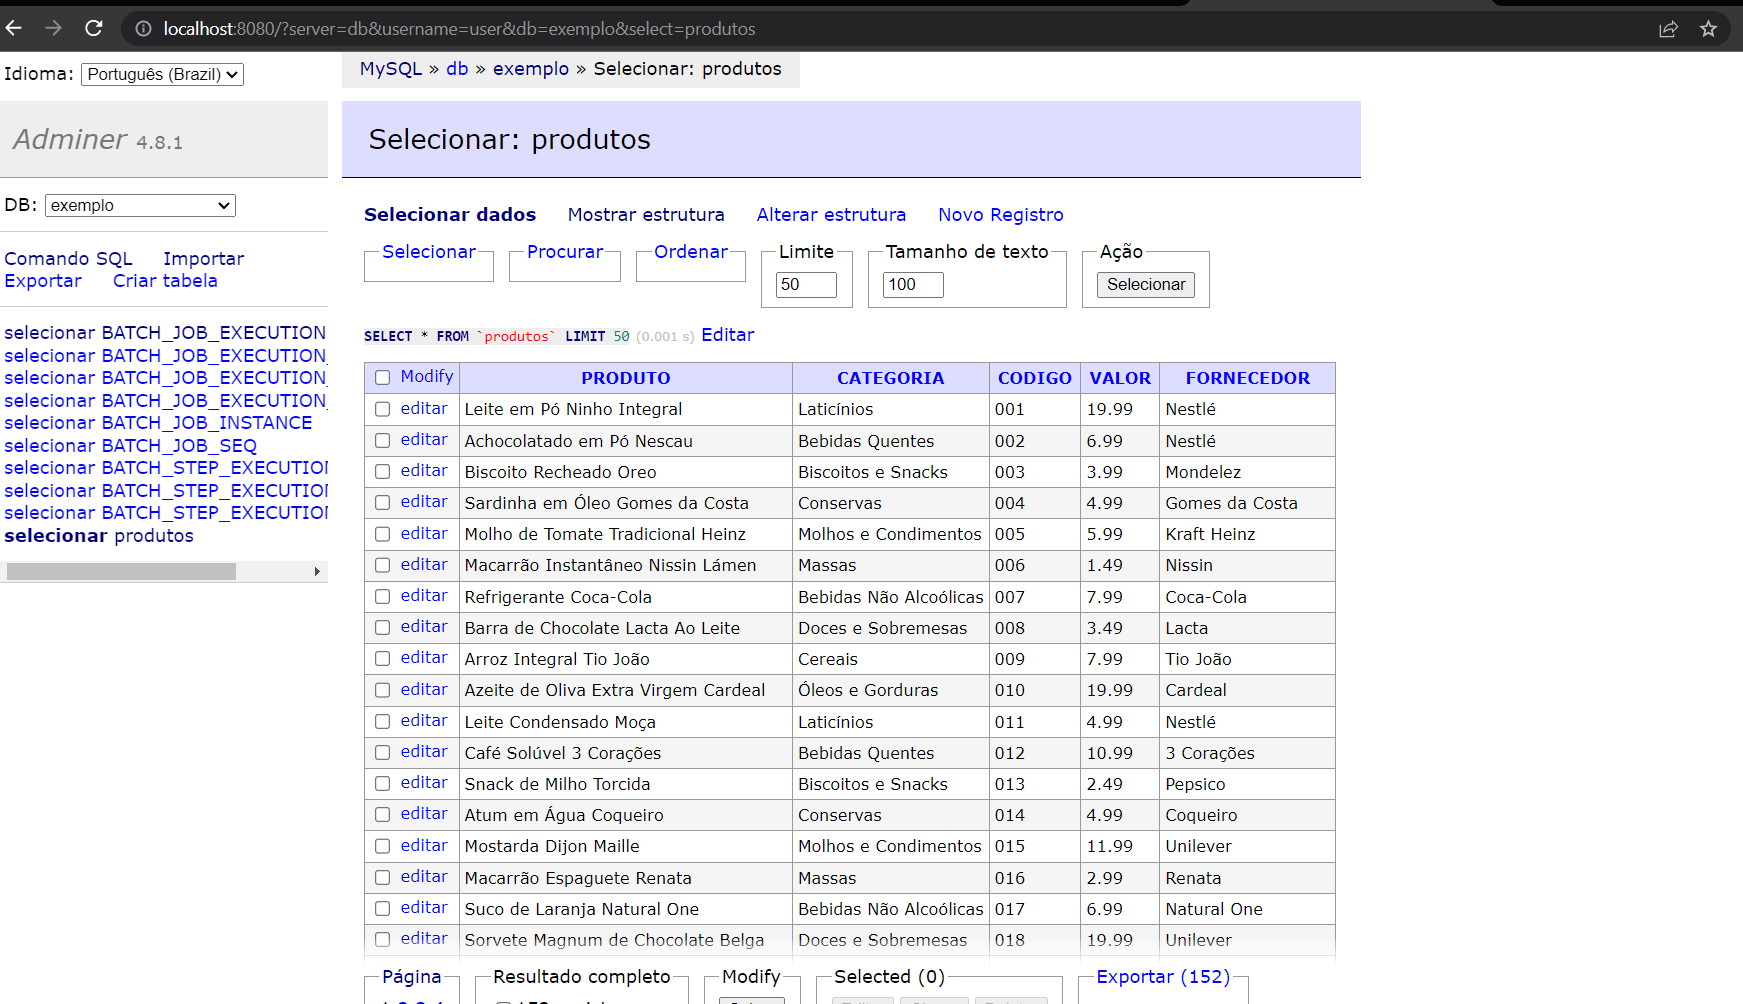 localhost:8080/?server=db&username=user&db=exemplo&select=produtos
Idioma: Português (Brazil)
MySQL » db » exemplo » Selecionar: produtos
Adminer 4.8.1
Selecionar: produtos
DB: exemplo
Selecionar dados Mostrar estrutura Alterar estrutura Novo Registro
Comando SQL Importar
Exportar Criar tabela
Selecionar Procurar Ordenar Limite Tamanho de texto Ação
50 100 Selecionar
selecionar BATCH_JOB_EXECUTION
selecionar BATCH_JOB_EXECUTION_
selecionar BATCH_JOB_EXECUTION_
selecionar BATCH_JOB_EXECUTION_
selecionar BATCH_JOB_INSTANCE
selecionar BATCH_JOB_SEQ
selecionar BATCH_STEP_EXECUTION
selecionar BATCH_STEP_EXECUTION
selecionar BATCH_STEP_EXECUTION
selecionar produtos
SELECT * FROM `produtos` LIMIT 50 (0.001 s) Editar
Modify PRODUTO CATEGORIA CODIGO VALOR FORNECEDOR
editar Leite em Pó Ninho Integral Laticínios 001 19.99 Nestlé
editar Achocolatado em Pó Nescau Bebidas Quentes 002 6.99 Nestlé
editar Biscoito Recheado Oreo Biscoitos e Snacks 003 3.99 Mondelez
editar Sardinha em Óleo Gomes da Costa Conservas 004 4.99 Gomes da Costa
editar Molho de Tomate Tradicional Heinz Molhos e Condimentos 005 5.99 Kraft Heinz
editar Macarrão Instantâneo Nissin Lámen Massas 006 1.49 Nissin
editar Refrigerante Coca-Cola Bebidas Não Alcoólicas 007 7.99 Coca-Cola
editar Barra de Chocolate Lacta Ao Leite Doces e Sobremesas 008 3.49 Lacta
editar Arroz Integral Tio João Cereais 009 7.99 Tio João
editar Azeite de Oliva Extra Virgem Cardeal Óleos e Gorduras 010 19.99 Cardeal
editar Leite Condensado Moça Laticínios 011 4.99 Nestlé
editar Café Solúvel 3 Corações Bebidas Quentes 012 10.99 3 Corações
editar Snack de Milho Torcida Biscoitos e Snacks 013 2.49 Pepsico
editar Atum em Água Coqueiro Conservas 014 4.99 Coqueiro
editar Mostarda Dijon Maille Molhos e Condimentos 015 11.99 Unilever
editar Macarrão Espaguete Renata Massas 016 2.99 Renata
editar Suco de Laranja Natural One Bebidas Não Alcoólicas 017 6.99 Natural One
editar Sorvete Magnum de Chocolate Belga Doces e Sobremesas 018 19.99 Unilever
Página Resultado completo Modify Selected (0) Exportar (152)